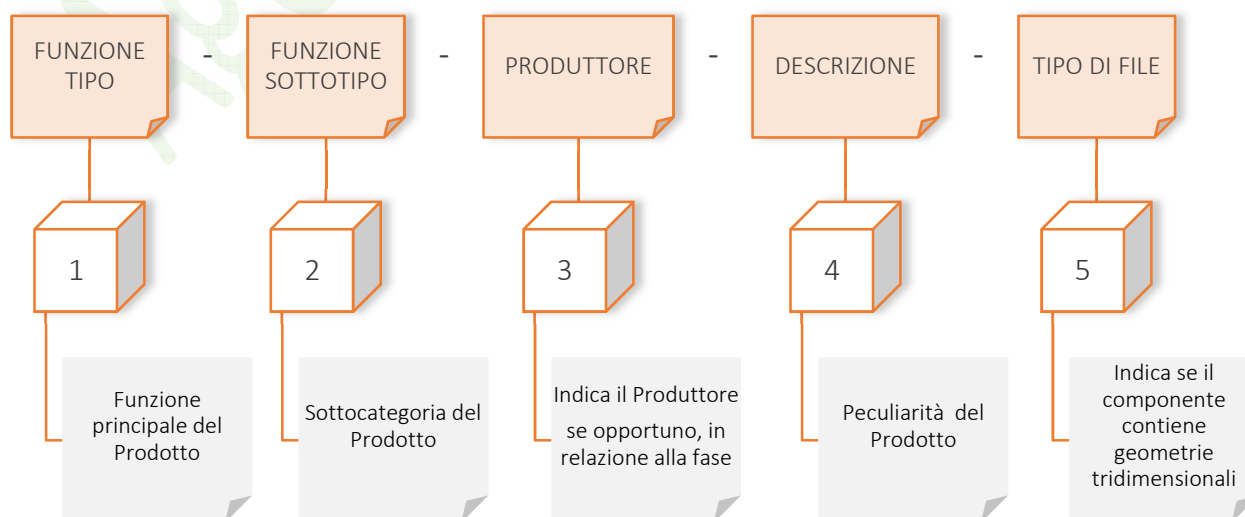 FUNZIONE
TIPO
-
FUNZIONE
SOTTOTIPO
-
PRODUTTORE
-
DESCRIZIONE
-
TIPO DI FILE
1
2
3
4
5
Funzione
principale del
Prodotto
Sottocategoria del
Prodotto
Indica il Produttore
se opportuno, in
relazione alla fase
Peculiarità del
Prodotto
Indica se il
componente
contiene
geometrie
tridimensionali